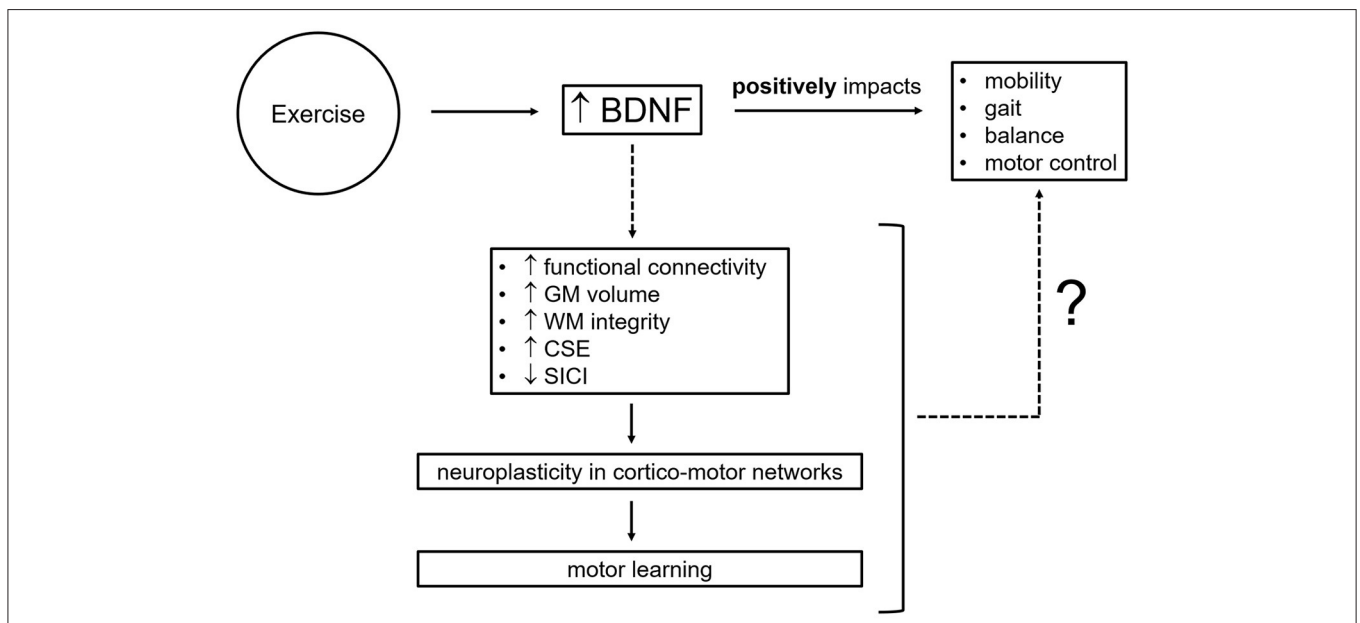 Exercise
↑ BDNF
positively impacts
• mobility
• gait
• balance
• motor control
• ↑ functional connectivity
• ↑ GM volume
• ↑ WM integrity
• ↑ CSE
• ↓ SICI
?
neuroplasticity in cortico-motor networks
motor learning